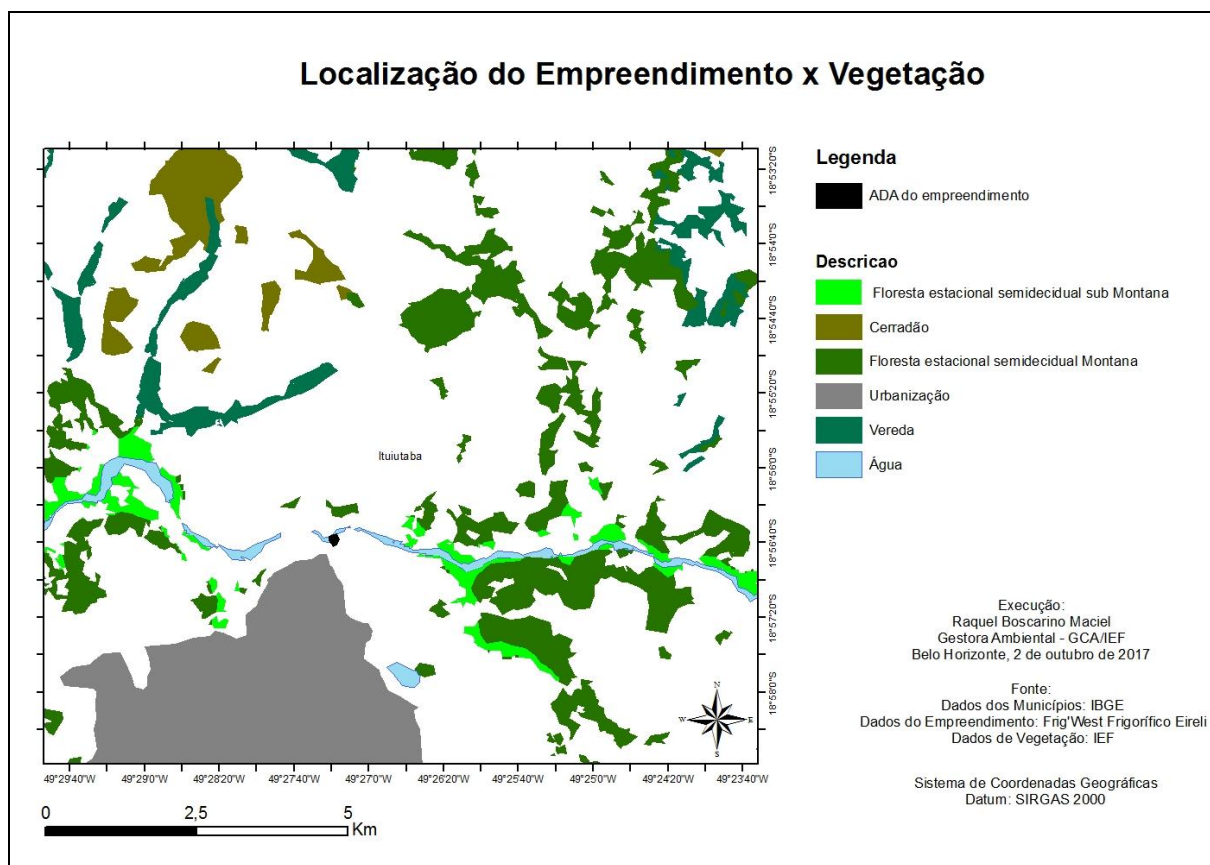 Localização do Empreendimento x Vegetação
Legenda
ADA do empreendimento
Descricao
Floresta estacional semidecidual sub Montana
Cerradão
Floresta estacional semidecidual Montana
Urbanização
Vereda
Água
Ituiutaba
18°53'20"S
18°54'0"S
18°54'40"S
18°55'20"S
18°56'0"S
18°56'40"S
18°57'20"S
18°58'0"S
N
W
E
S
49°29'40"W 49°29'0"W 49°28'20"W 49°27'40"W 49°27'0"W 49°26'20"W 49°25'40"W 49°25'0"W 49°24'20"W 49°23'40"W
0 2,5 5
Km
Execução:
Raquel Boscarino Maciel
Gestora Ambiental - GCA/IEF
Belo Horizonte, 2 de outubro de 2017
Fonte:
Dados dos Municípios: IBGE
Dados do Empreendimento: Frig'West Frigorífico Eireli
Dados de Vegetação: IEF
Sistema de Coordenadas Geográficas
Datum: SIRGAS 2000